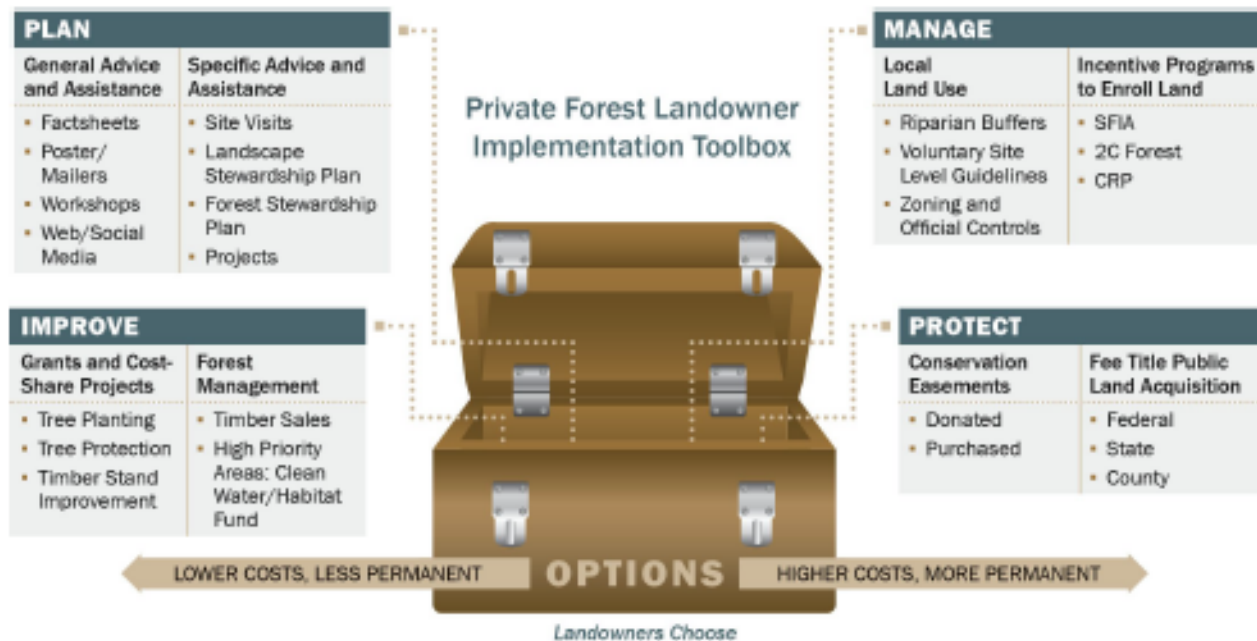 PLAN
General Advice
and Assistance
▪ Factsheets
▪ Poster/
Mailers
▪ Workshops
▪ Web/Social
Media
Specific Advice and
Assistance
▪ Site Visits
▪ Landscape
Stewardship Plan
▪ Forest Stewardship
Plan
▪ Projects
Private Forest Landowner
Implementation Toolbox
MANAGE
Local
Land Use
▪ Riparian Buffers
▪ Voluntary Site
Level Guidelines
▪ Zoning and
Official Controls
Incentive Programs
to Enroll Land
▪ SFIA
▪ 2C Forest
▪ CRP
IMPROVE
Grants and Cost-
Share Projects
▪ Tree Planting
▪ Tree Protection
▪ Timber Stand
Improvement
Forest
Management
▪ Timber Sales
▪ High Priority
Areas: Clean
Water/Habitat
Fund
PROTECT
Conservation
Easements
▪ Donated
▪ Purchased
Fee Title Public
Land Acquisition
▪ Federal
▪ State
▪ County
LOWER COSTS, LESS PERMANENT
OPTIONS
HIGHER COSTS, MORE PERMANENT
Landowners Choose